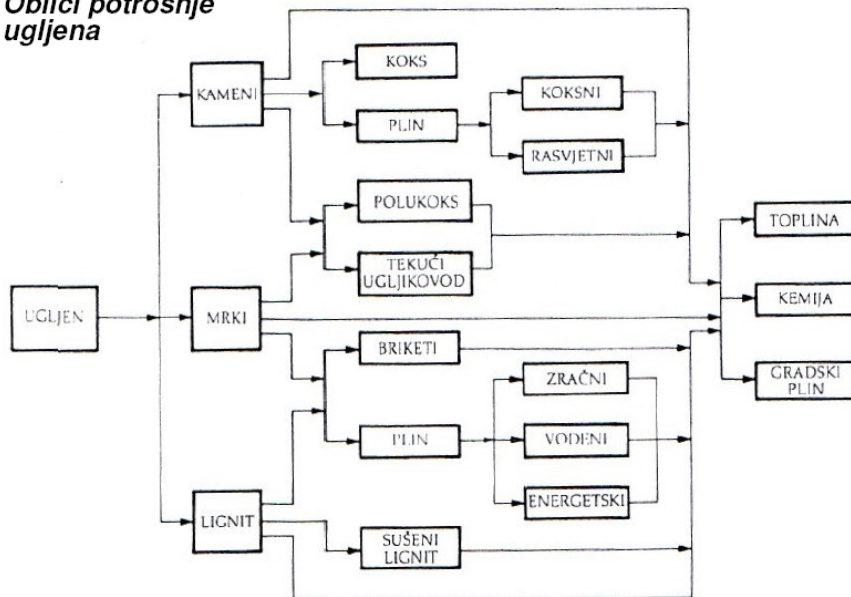 Oblici potrošnje
ugljena
UGLJEN
KAMENI
MRKI
LIGNIT
KOKS
PLIN
KOKSNI
RASVJETNI
POLUKOKS
TEKUĆI
UGLJIKOVOD
BRIKETI
PLIN
ZRAČNI
VODENI
ENERGETSKI
SUŠENI
LIGNIT
TOPLINA
KEMIJA
GRADSKI
PLIN